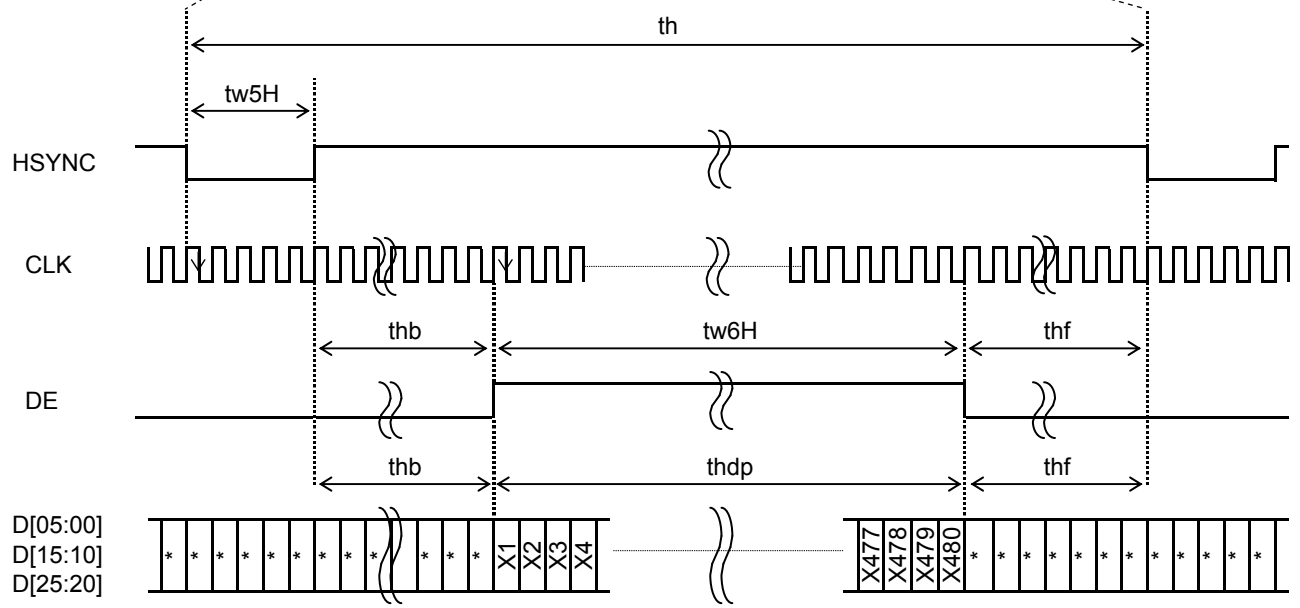 th
tw5H
HSYNC
CLK
thb tw6H thf
DE
thb thdp thf
D[05:00]
D[15:10]
D[25:20]
* * * * * * * * * * * * X1 X2 X3 X4 X477 X478 X479 X480 * * * * * * * * * * * *